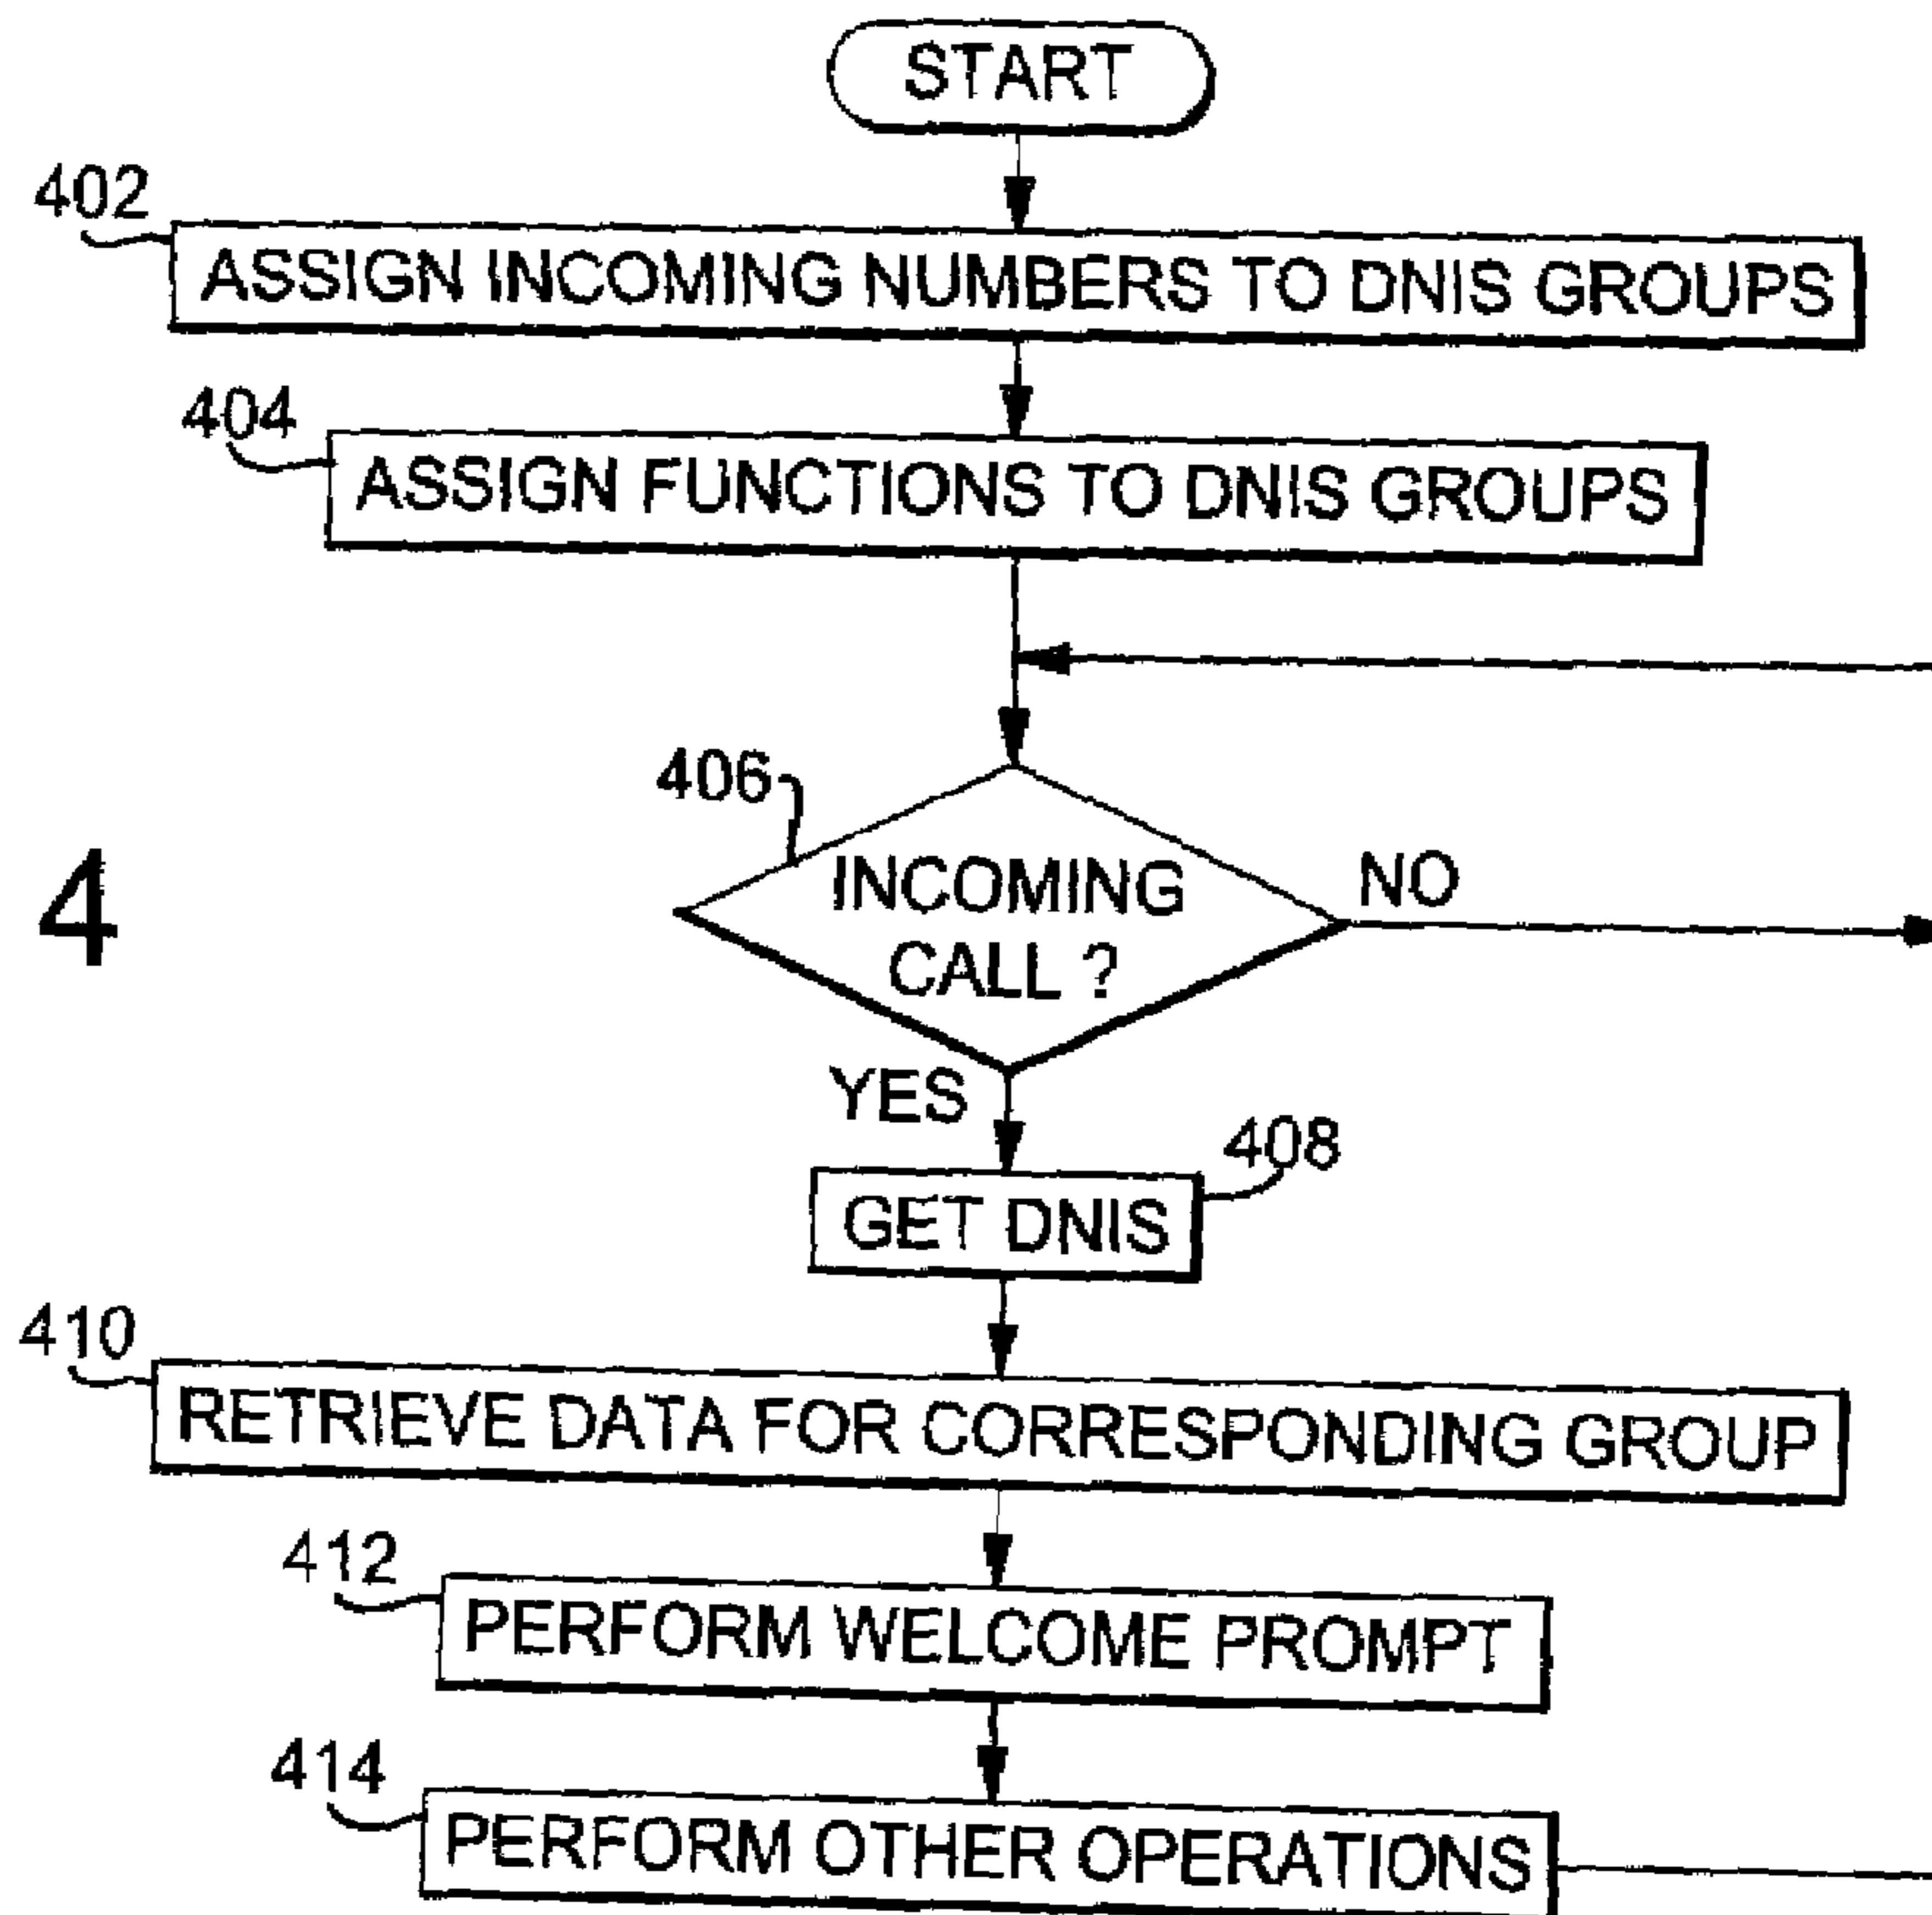 START
402
ASSIGN INCOMING NUMBERS TO DNIS GROUPS
404
ASSIGN FUNCTIONS TO DNIS GROUPS
406
4
INCOMING
CALL ?
NO
YES
408
GET DNIS
410
RETRIEVE DATA FOR CORRESPONDING GROUP
412
PERFORM WELCOME PROMPT
414
PERFORM OTHER OPERATIONS